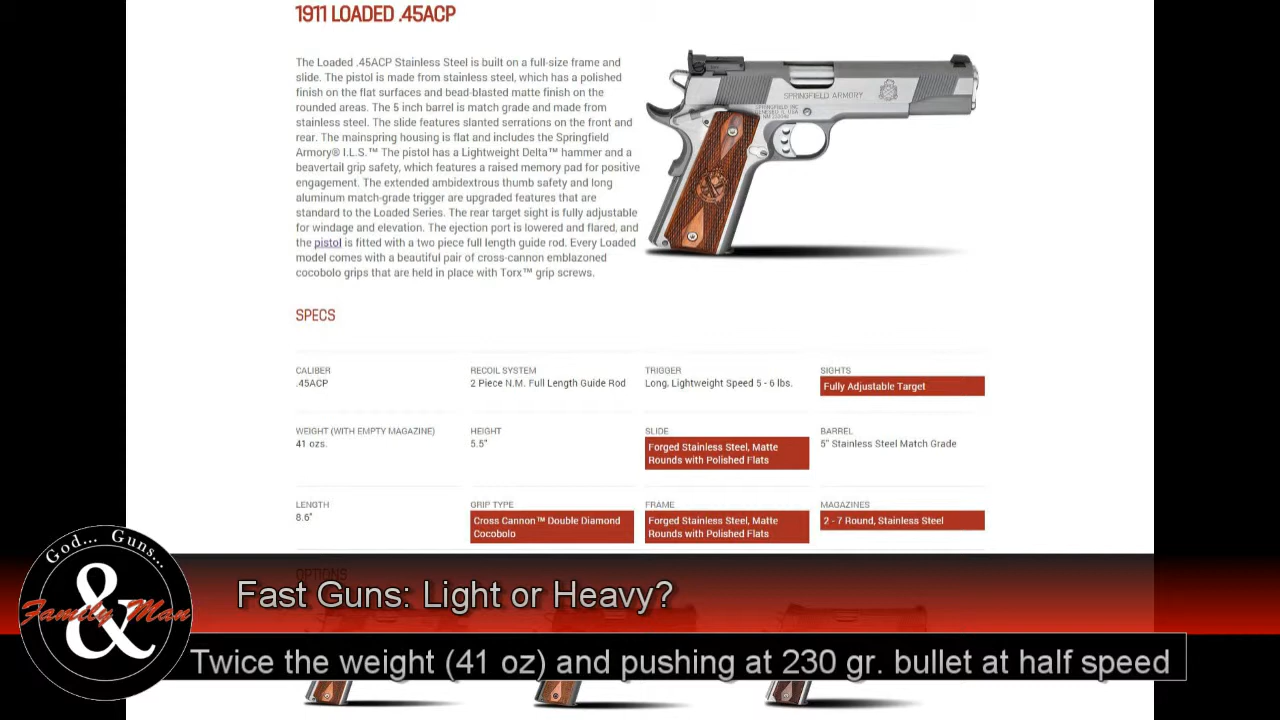 1911 LOADED .45ACP
The Loaded .45ACP Stainless Steel is built on a full-size frame and
slide. The pistol is made from stainless steel, which has a polished
finish on the flat surfaces and bead-blasted matte finish on the
rounded areas. The 5 inch barrel is match grade and made from
stainless steel. The slide features slanted serrations on the front and
rear. The mainspring housing is flat and includes the Springfield
Armory® I.L.S.™ The pistol has a Lightweight Delta™ hammer and a
beavertail grip safety, which features a raised memory pad for positive
engagement. The extended ambidextrous thumb safety and long
aluminum match-grade trigger are upgraded features that are
standard to the Loaded Series. The rear target sight is fully adjustable
for windage and elevation. The ejection port is lowered and flared, and
the pistol is fitted with a two piece full length guide rod. Every Loaded
model comes with a beautiful pair of cross-cannon emblazoned
cocobolo grips that are held in place with Torx™ grip screws.
SPRINGFIELD ARMORY
SPECS
CALIBER
.45ACP
RECOIL SYSTEM
2 Piece N.M. Full Length Guide Rod
TRIGGER
Long, Lightweight Speed 5 - 6 lbs.
SIGHTS
Fully Adjustable Target
WEIGHT (WITH EMPTY MAGAZINE)
41 ozs.
HEIGHT
5.5"
SLIDE
Forged Stainless Steel, Matte
Rounds with Polished Flats
BARREL
5" Stainless Steel Match Grade
LENGTH
8.6"
GRIP TYPE
Cross Cannon™ Double Diamond
Cocobolo
FRAME
Forged Stainless Steel, Matte
Rounds with Polished Flats
MAGAZINES
2 - 7 Round, Stainless Steel
OPTIONS
God... Guns...
& Family Man
Fast Guns: Light or Heavy?
Twice the weight (41 oz) and pushing at 230 gr. bullet at half speed